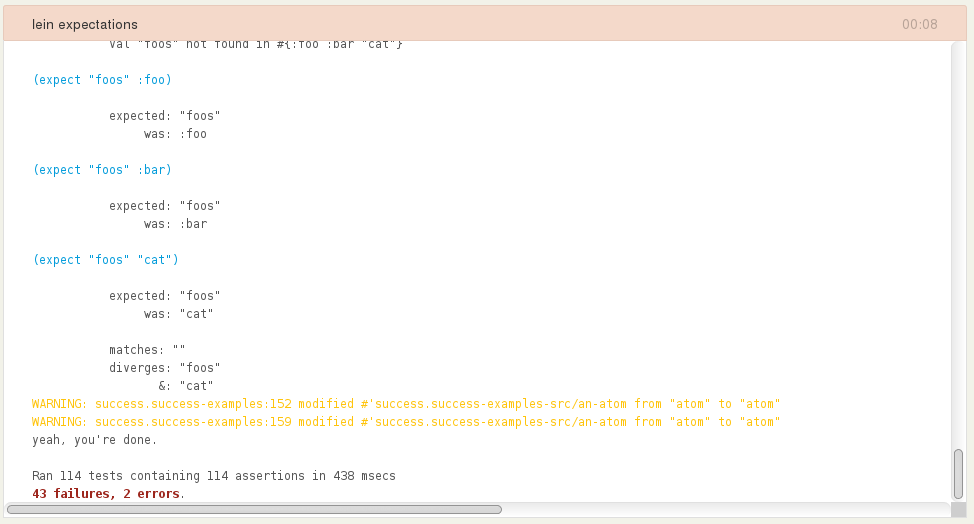 lein expectations 00:08
Val "foos" not found in #{:foo :bar "cat"}
(expect "foos" :foo)
expected: "foos"
was: :foo
(expect "foos" :bar)
expected: "foos"
was: :bar
(expect "foos" "cat")
expected: "foos"
was: "cat"
matches: ""
diverges: "foos"
&: "cat"
WARNING: success.success-examples:152 modified #'success.success-examples-src/an-atom from "atom" to "atom"
WARNING: success.success-examples:159 modified #'success.success-examples-src/an-atom from "atom" to "atom"
yeah, you're done.
Ran 114 tests containing 114 assertions in 438 msecs
43 failures, 2 errors.